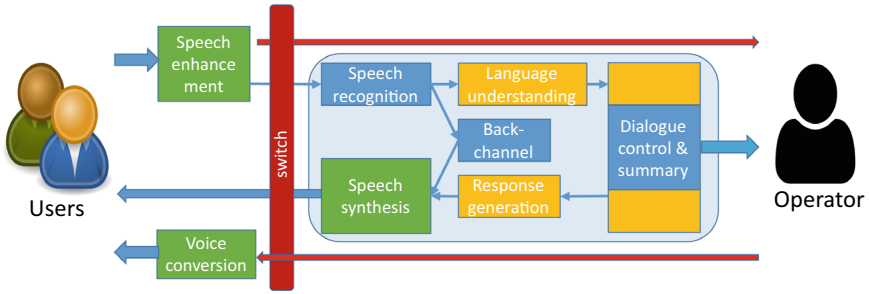 Speech
enhance
ment
Speech
recognition
Language
understanding
Back-
channel
Dialogue
control &
summary
switch
Speech
synthesis
Response
generation
Users
Operator
Voice
conversion